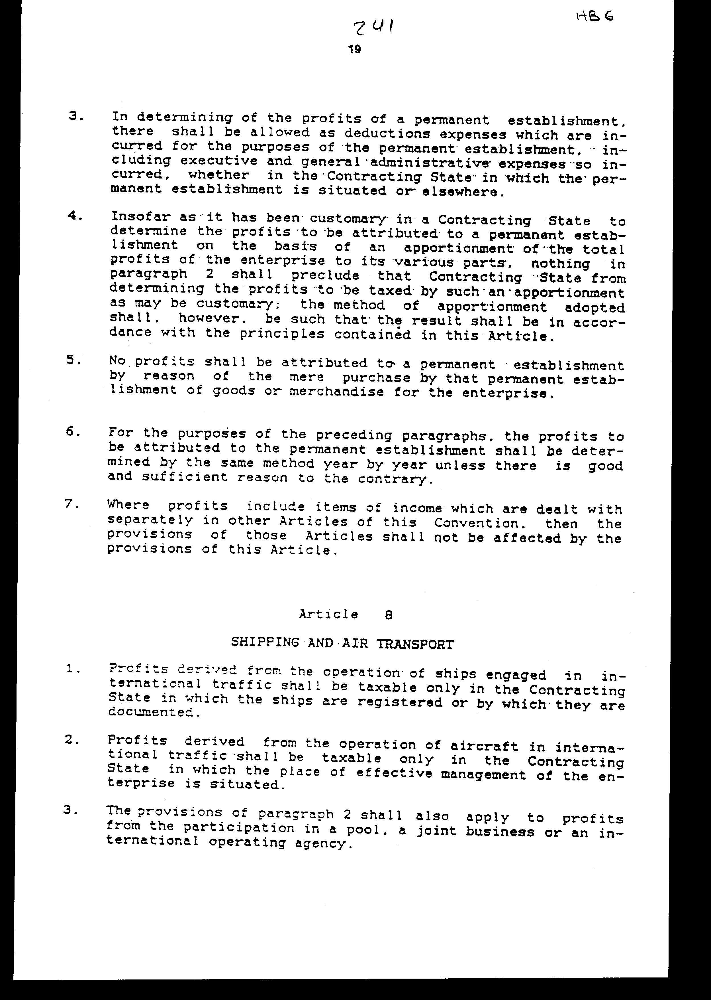 HB 6
241
19
3. In determining of the profits of a permanent establishment,
there shall be allowed as deductions expenses which are in-
curred for the purposes of the permanent establishment, in-
cluding executive and general administrative expenses so in-
curred, whether in the Contracting State in which the per-
manent establishment is situated or elsewhere.
4. Insofar as it has been customary in a Contracting State to
determine the profits to be attributed to a permanent estab-
lishment on the basis of an apportionment of the total
profits of the enterprise to its various parts, nothing in
paragraph 2 shall preclude that Contracting State from
determining the profits to be taxed by such an apportionment
as may be customary; the method of apportionment adopted
shall, however, be such that the result shall be in accor-
dance with the principles contained in this Article.
5. No profits shall be attributed to a permanent establishment
by reason of the mere purchase by that permanent estab-
lishment of goods or merchandise for the enterprise.
6. For the purposes of the preceding paragraphs, the profits to
be attributed to the permanent establishment shall be deter-
mined by the same method year by year unless there is good
and sufficient reason to the contrary.
7. Where profits include items of income which are dealt with
separately in other Articles of this Convention, then the
provisions of those Articles shall not be affected by the
provisions of this Article.
Article 8
SHIPPING AND AIR TRANSPORT
1. Profits derived from the operation of ships engaged in in-
ternational traffic shall be taxable only in the Contracting
State in which the ships are registered or by which they are
documented.
2. Profits derived from the operation of aircraft in interna-
tional traffic shall be taxable only in the Contracting
State in which the place of effective management of the en-
terprise is situated.
3. The provisions of paragraph 2 shall also apply to profits
from the participation in a pool, a joint business or an in-
ternational operating agency.